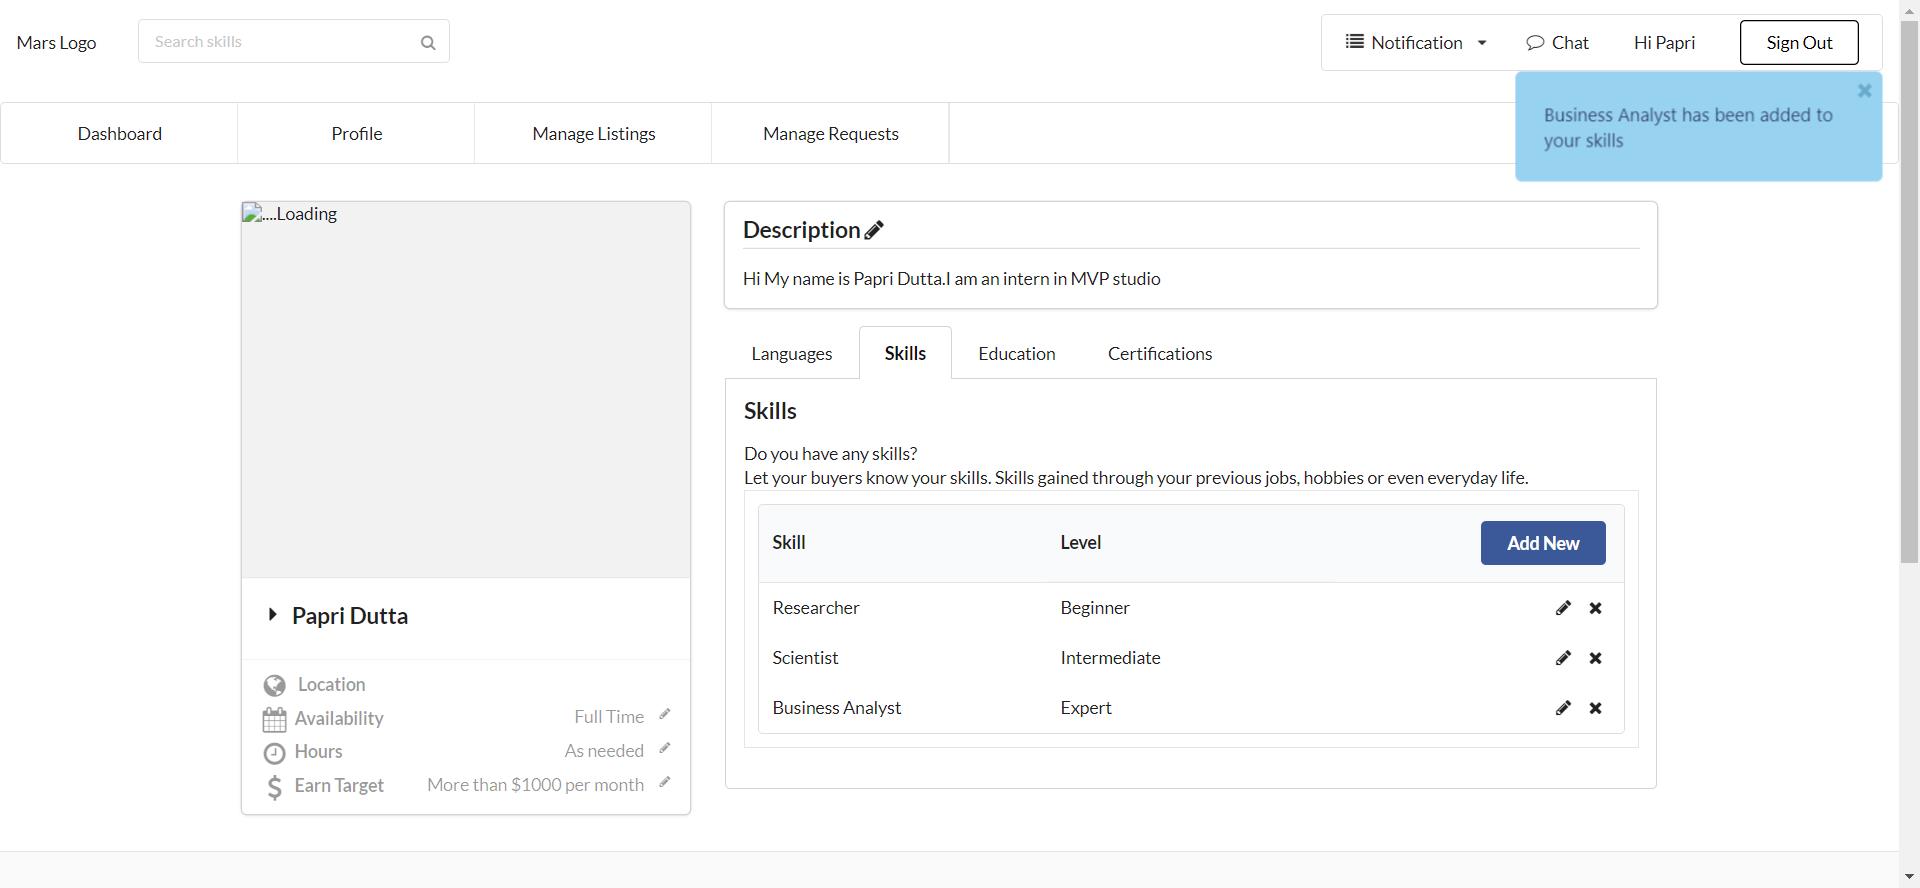 Mars Logo
Search skills
Notification
Chat
Hi Papri
Sign Out
Business Analyst has been added to
your skills
Dashboard
Profile
Manage Listings
Manage Requests
....Loading
Papri Dutta
Location
Availability
Full Time
Hours
As needed
Earn Target
More than $1000 per month
Description
Hi My name is Papri Dutta.I am an intern in MVP studio
Languages
Skills
Education
Certifications
Skills
Do you have any skills?
Let your buyers know your skills. Skills gained through your previous jobs, hobbies or even everyday life.
Skill
Level
Add New
Researcher
Beginner
Scientist
Intermediate
Business Analyst
Expert